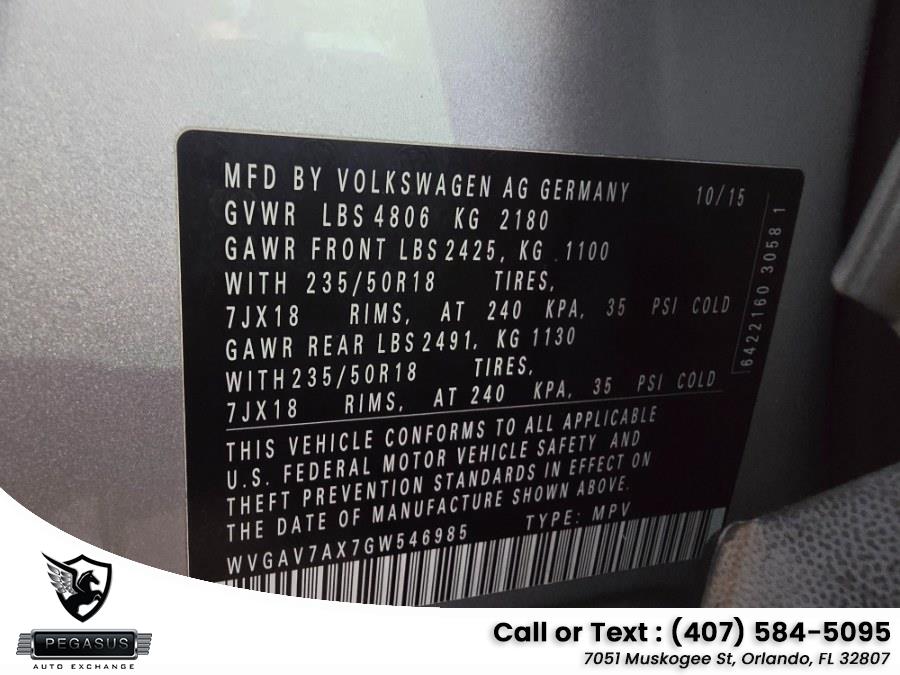 MFD BY VOLKSWAGEN AG GERMANY 10/15
GVWR LBS 4806 KG 2180
GAWR FRONT LBS 2425, KG .1100
WITH 235/50R18 TIRES,
7JX18 RIMS, AT 240 KPA, 35 PSI COLD
GAWR REAR LBS 2491, KG 1130
WITH 235/50R18 TIRES,
7JX18 RIMS, AT 240 KPA, 35 PSI COLD
6422160 3058 1
THIS VEHICLE CONFORMS TO ALL APPLICABLE
U.S. FEDERAL MOTOR VEHICLE SAFETY AND
THEFT PREVENTION STANDARDS IN EFFECT ON
THE DATE OF MANUFACTURE SHOWN ABOVE.
WVGAV7AX7GW546985 TYPE: MPV
PEGASUS
AUTO EXCHANGE
Call or Text : (407) 584-5095
7051 Muskogee St, Orlando, FL 32807